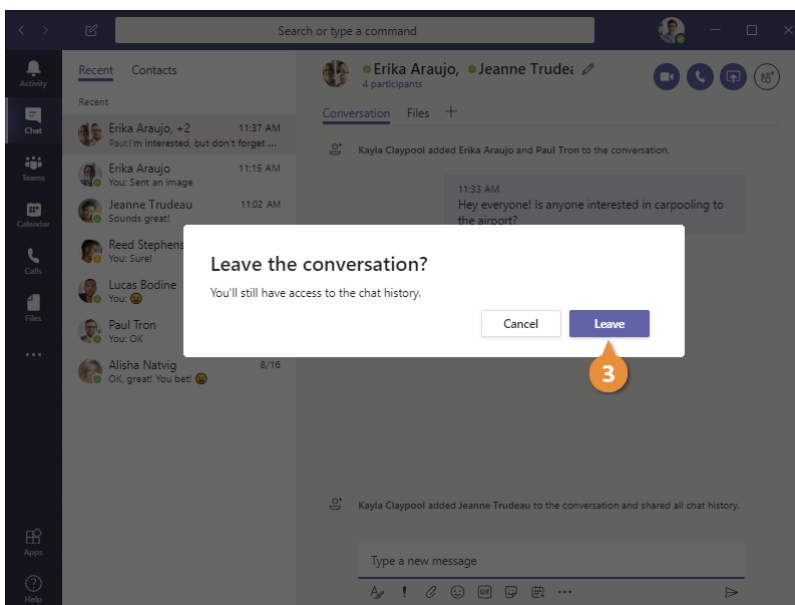 Search or type a command
Activity
Chat
Teams
Calendar
Calls
Files
Apps
Help
Recent Contacts
Recent
Erika Araujo, +2 11:37 AM
Paul:I'm interested, but don't forget ...
Erika Araujo 11:15 AM
You: Sent an image
Jeanne Trudeau 11:02 AM
Sounds great!
Reed Stephens
You: Sure!
Lucas Bodine
You:
Paul Tron
You: OK
Alisha Natvig 8/16
OK, great! You bet!
Erika Araujo, Jeanne Trudea
4 participants
Conversation Files
Kayla Claypool added Erika Araujo and Paul Tron to the conversation.
11:33 AM
Hey everyone! Is anyone interested in carpooling to
the airport?
Leave the conversation?
You'll still have access to the chat history.
Cancel Leave
3
Kayla Claypool added Jeanne Trudeau to the conversation and shared all chat history.
Type a new message
GIF